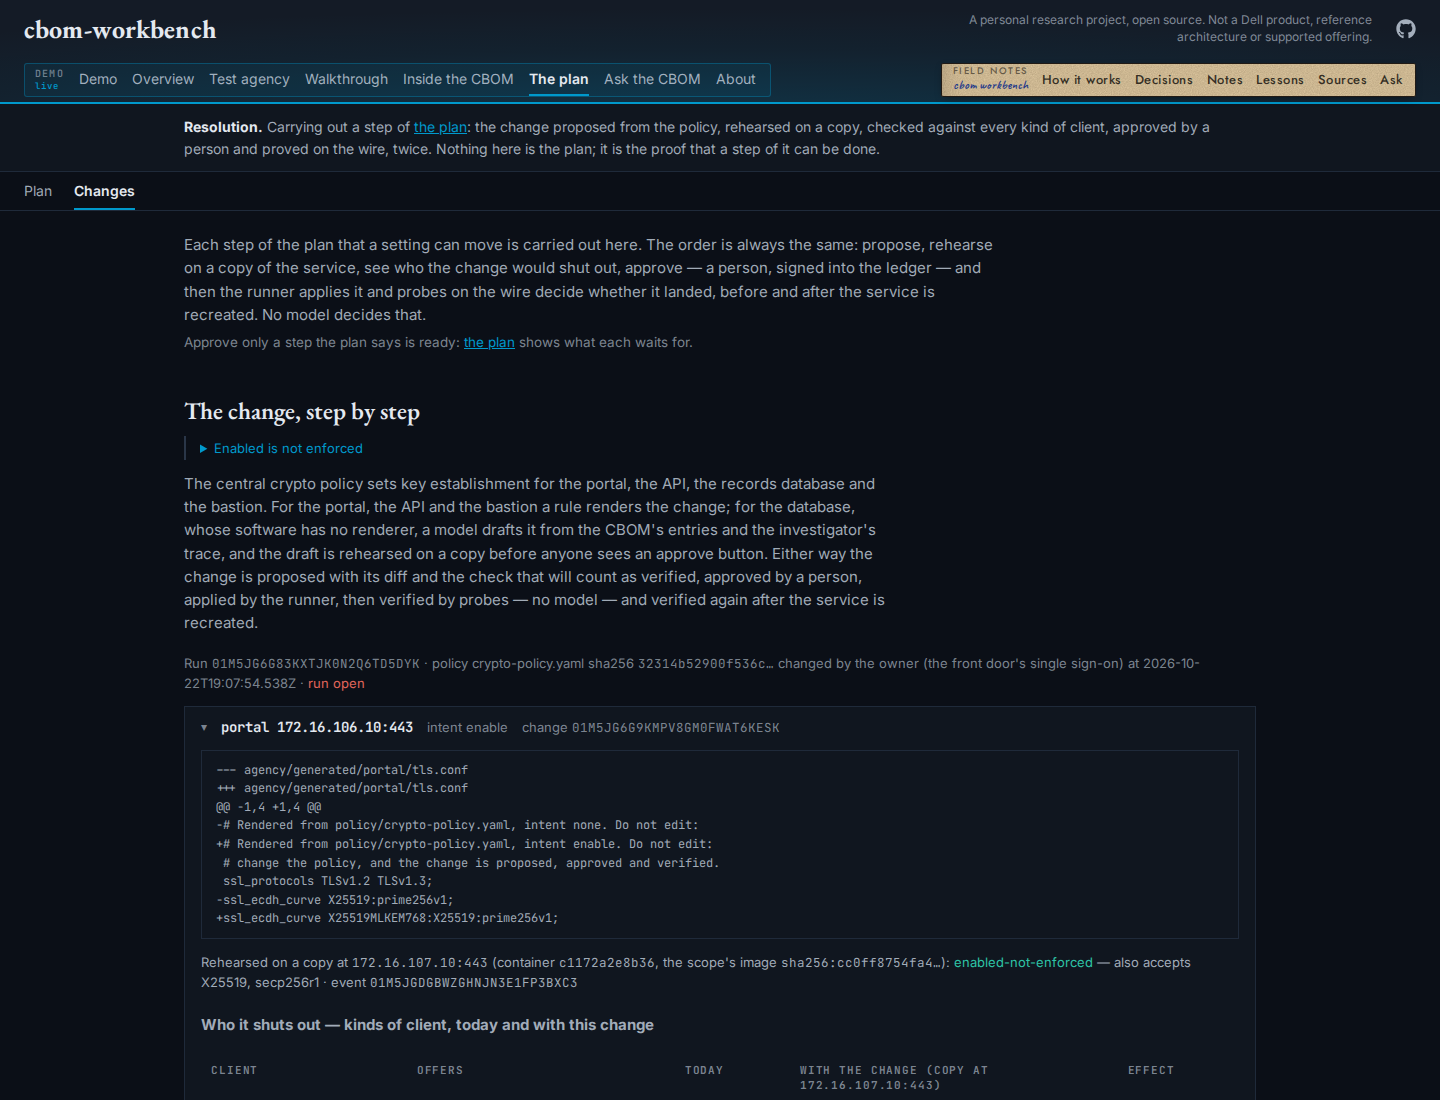 cbom-workbench
A personal research project, open source. Not a Dell product, reference
architecture or supported offering.
DEMO
live
Demo Overview Test agency Walkthrough Inside the CBOM The plan Ask the CBOM About
FIELD NOTES
cbom workbench
How it works Decisions Notes Lessons Sources Ask
Resolution. Carrying out a step of the plan: the change proposed from the policy, rehearsed on a copy, checked against every kind of client, approved by a
person and proved on the wire, twice. Nothing here is the plan; it is the proof that a step of it can be done.
Plan Changes
Each step of the plan that a setting can move is carried out here. The order is always the same: propose, rehearse
on a copy of the service, see who the change would shut out, approve — a person, signed into the ledger — and
then the runner applies it and probes on the wire decide whether it landed, before and after the service is
recreated. No model decides that.
Approve only a step the plan says is ready: the plan shows what each waits for.
The change, step by step
▶ Enabled is not enforced
The central crypto policy sets key establishment for the portal, the API, the records database and
the bastion. For the portal, the API and the bastion a rule renders the change; for the database,
whose software has no renderer, a model drafts it from the CBOM's entries and the investigator's
trace, and the draft is rehearsed on a copy before anyone sees an approve button. Either way the
change is proposed with its diff and the check that will count as verified, approved by a person,
applied by the runner, then verified by probes — no model — and verified again after the service is
recreated.
Run 01M5JG6G83KXTJK0N2Q6TD5DYK · policy crypto-policy.yaml sha256 32314b52900f536c… changed by the owner (the front door's single sign-on) at 2026-10-
22T19:07:54.538Z · run open
▼ portal 172.16.106.10:443 intent enable change 01M5JG6G9KMPV8GM0FWAT6KESK
--- agency/generated/portal/tls.conf
+++ agency/generated/portal/tls.conf
@@ -1,4 +1,4 @@
-# Rendered from policy/crypto-policy.yaml, intent none. Do not edit:
+# Rendered from policy/crypto-policy.yaml, intent enable. Do not edit:
# change the policy, and the change is proposed, approved and verified.
ssl_protocols TLSv1.2 TLSv1.3;
-ssl_ecdh_curve X25519:prime256v1;
+ssl_ecdh_curve X25519MLKEM768:X25519:prime256v1;
Rehearsed on a copy at 172.16.107.10:443 (container c1172a2e8b36, the scope's image sha256:cc0ff8754fa4…): enabled-not-enforced — also accepts
X25519, secp256r1 · event 01M5JGDGBWZGHNJN3E1FP3BXC3
Who it shuts out — kinds of client, today and with this change
CLIENT OFFERS TODAY WITH THE CHANGE (COPY AT
172.16.107.10:443) EFFECT